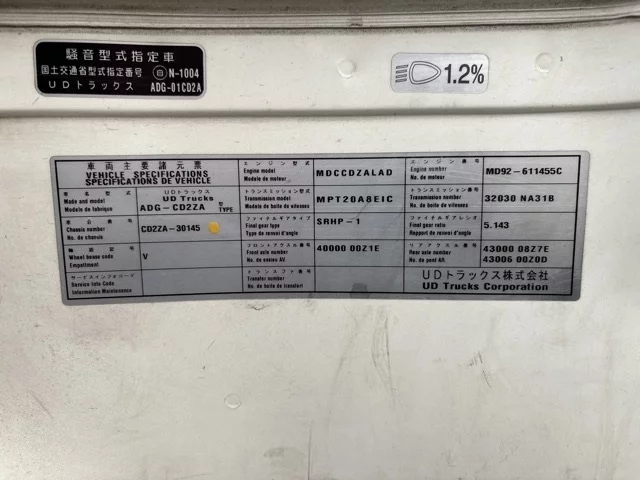 騒音型式指定車
国土交通省型式指定番号 自 N-1004
UDトラックス ADG-01CD2A
1.2%
車両主要諸元票
VEHICLE SPECIFICATIONS
SPECIFICATIONS DE VEHICLE
エンジン型式
Engine model
Modele de moteur
MDCCDZALAD
エンジン番号
Engine number
No. de moteur
MD92-611455C
車名型式
Make and model
Modele de fabrique
UDトラックス
UD Trucks
ADG-CD2ZA 型 TYPE
トランスミッション型式
Transmission model
Modele de boite de vitesses
MPT20A8EIC
トランスミッション番号
Transmission number
No. de boite de vitesses
32030 NA31B
車台番号
Chassis number
No. de chassis
CD2ZA-30145
ファイナルギアタイプ
Final gear type
Type de renvoi d'angle
SRHP-1
ファイナルギアレシオ
Final gear ratio
Rapport de renvoi d'angle
5.143
軸距記号
Wheel base code
Empattement
V
フロントアクスル番号
Front axle number
No. de essieu AV.
40000 00Z1E
リアアクスル番号
Rear axle number
No. de pont AR.
43000 08Z7E
43006 00Z0D
サービスインフォコード
Service Info Code
Information Maintenance
トランスファ番号
Transfer number
No. de boite de transfert
UDトラックス株式会社
UD Trucks Corporation